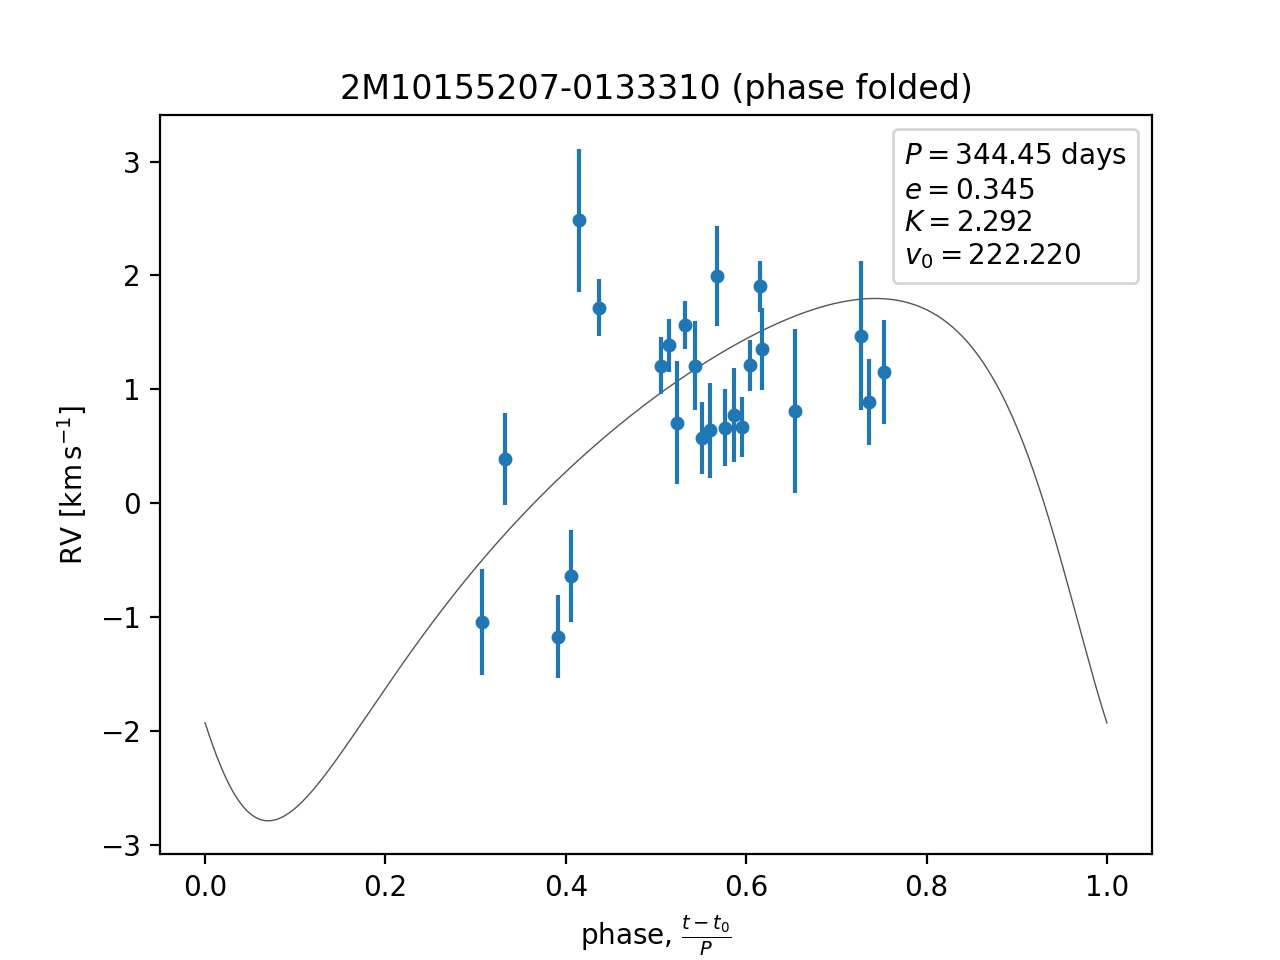 2M10155207-0133310 (phase folded)
P = 344.45 days
e = 0.345
K = 2.292
v₀ = 222.220
3
2
1
0
−1
−2
−3
RV [km s⁻¹]
0.0 0.2 0.4 0.6 0.8 1.0
phase, (t − t₀)/P